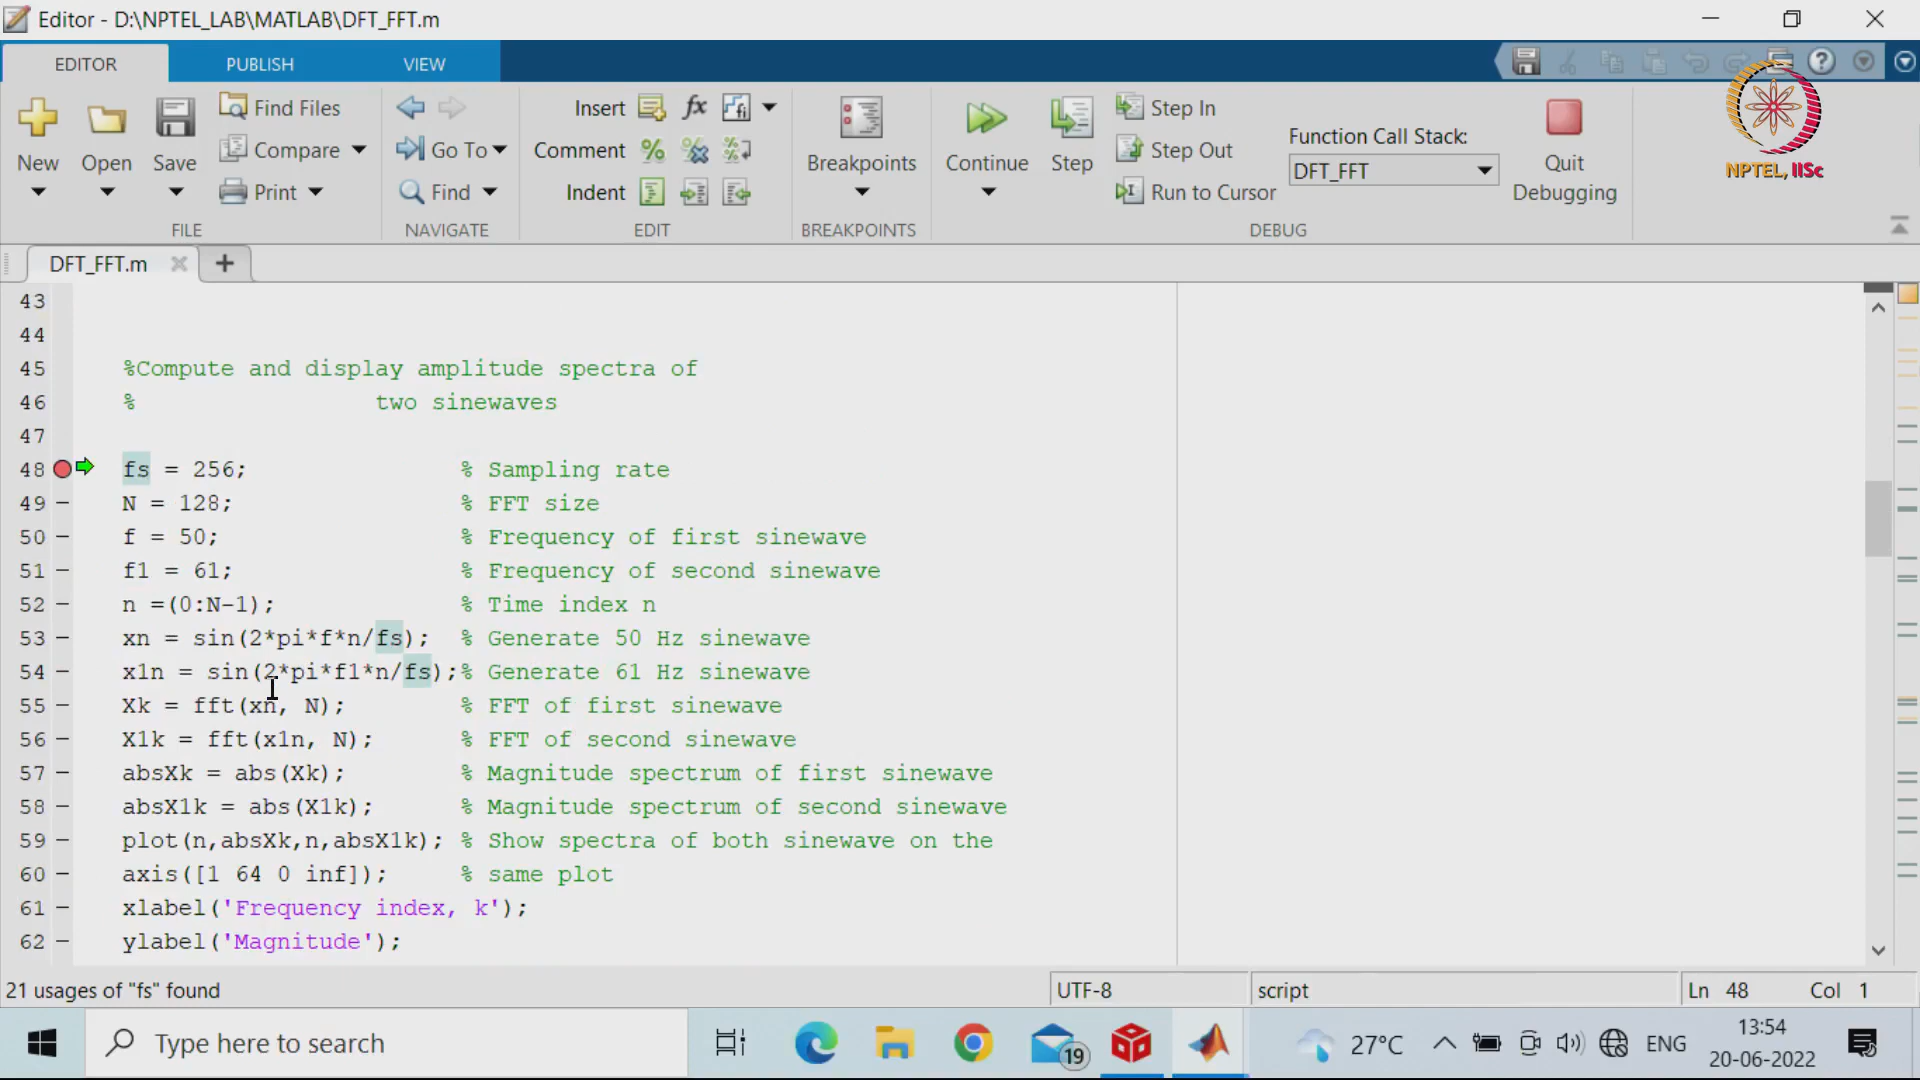 Editor - D:\NPTEL_LAB\MATLAB\DFT_FFT.m
EDITOR PUBLISH VIEW
New Open Save Find Files Compare Print
Go To Find
Insert fx Comment Indent
Breakpoints
Continue Step Step In Step Out Run to Cursor
Function Call Stack:
DFT_FFT
Quit Debugging
FILE NAVIGATE EDIT BREAKPOINTS DEBUG
NPTEL, IISc
DFT_FFT.m
43
44
45 %Compute and display amplitude spectra of
46 % two sinewaves
47
48 fs = 256; % Sampling rate
49 N = 128; % FFT size
50 f = 50; % Frequency of first sinewave
51 f1 = 61; % Frequency of second sinewave
52 n =(0:N-1); % Time index n
53 xn = sin(2*pi*f*n/fs); % Generate 50 Hz sinewave
54 x1n = sin(2*pi*f1*n/fs);% Generate 61 Hz sinewave
55 Xk = fft(xn, N); % FFT of first sinewave
56 X1k = fft(x1n, N); % FFT of second sinewave
57 absXk = abs(Xk); % Magnitude spectrum of first sinewave
58 absX1k = abs(X1k); % Magnitude spectrum of second sinewave
59 plot(n,absXk,n,absX1k); % Show spectra of both sinewave on the
60 axis([1 64 0 inf]); % same plot
61 xlabel('Frequency index, k');
62 ylabel('Magnitude');
21 usages of "fs" found UTF-8 script Ln 48 Col 1
Type here to search 19 27°C ENG 13:54
20-06-2022